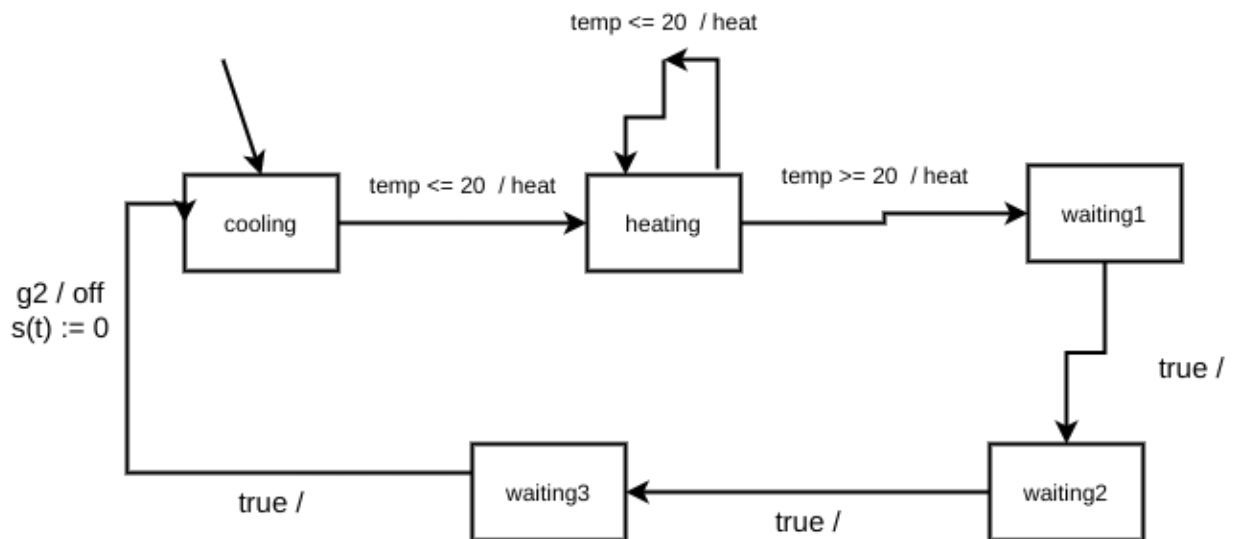 temp <= 20  / heat
temp <= 20  / heat
temp >= 20  / heat
cooling
heating
waiting1
g2 / off
s(t) := 0
true /
waiting3
waiting2
true /
true /